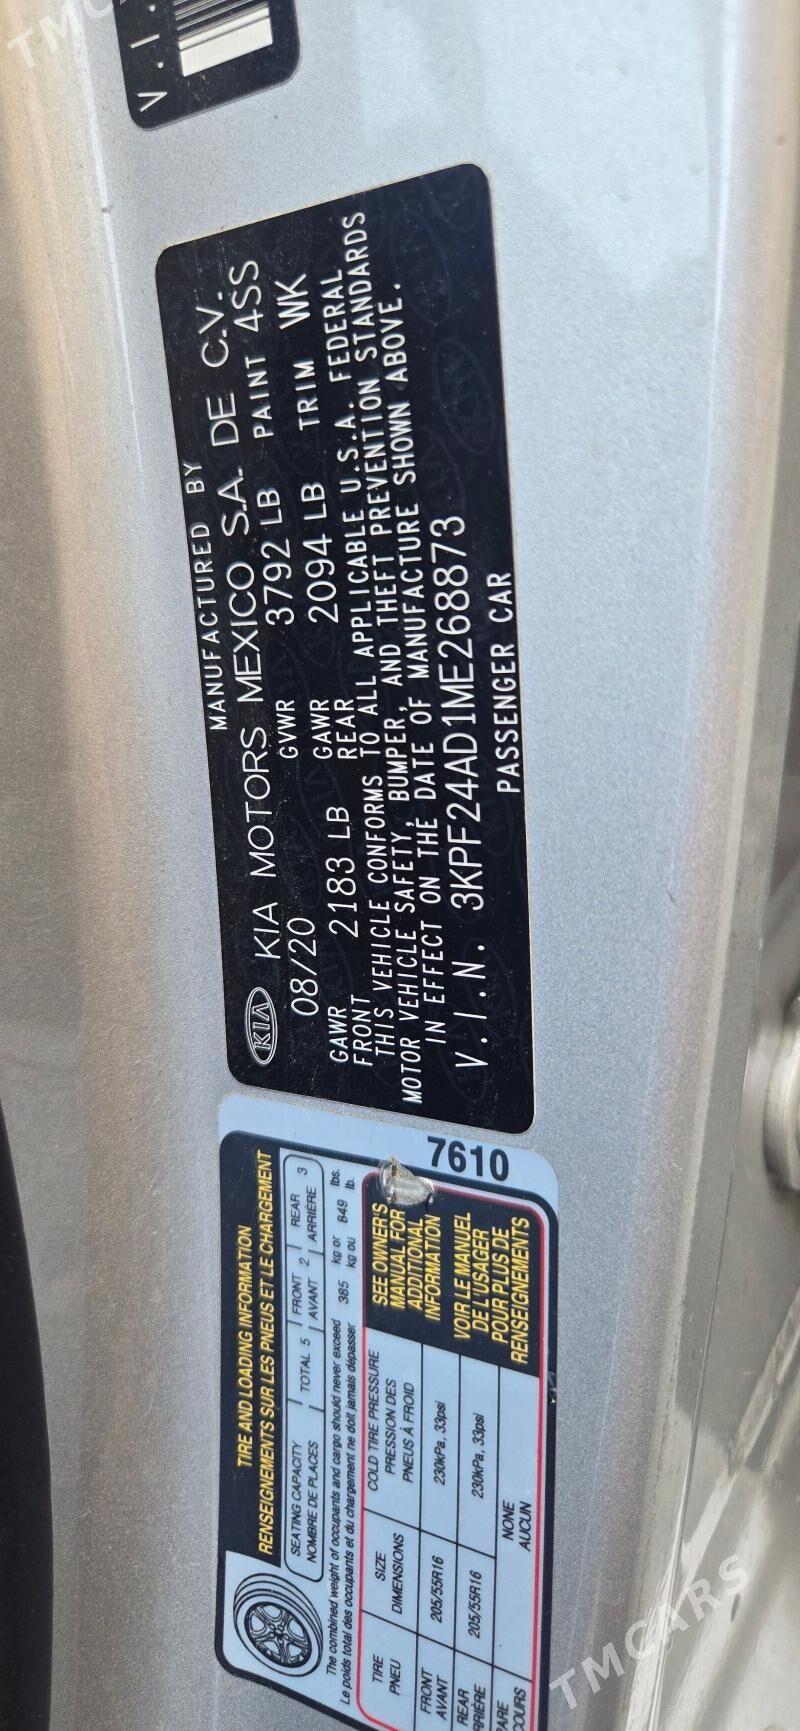 V.I.
MANUFACTURED BY
KIA KIA MOTORS MEXICO S.A. DE C.V.
08/20 GVWR 3792 LB PAINT 4SS
GAWR FRONT 2183 LB GAWR REAR 2094 LB TRIM WK
THIS VEHICLE CONFORMS TO ALL APPLICABLE U.S.A. FEDERAL
MOTOR VEHICLE SAFETY, BUMPER, AND THEFT PREVENTION STANDARDS
IN EFFECT ON THE DATE OF MANUFACTURE SHOWN ABOVE.
V.I.N. 3KPF24AD1ME268873
PASSENGER CAR
7610
TIRE AND LOADING INFORMATION
RENSEIGNEMENTS SUR LES PNEUS ET LE CHARGEMENT
SEATING CAPACITY | TOTAL 5 | FRONT 2 | REAR 3
NOMBRE DE PLACES | AVANT | ARRIÈRE
The combined weight of occupants and cargo should never exceed 385 kg or 849 lbs.
Le poids total des occupants et du chargement ne doit jamais dépasser kg ou lb.
TIRE SIZE COLD TIRE PRESSURE
PNEU DIMENSIONS PRESSION DES PNEUS À FROID
FRONT AVANT 205/55R16 230kPa, 33psi
REAR RRIÈRE 205/55R16 230kPa, 33psi
ARE COURS NONE AUCUN
SEE OWNER'S
MANUAL FOR
ADDITIONAL
INFORMATION
VOIR LE MANUEL
DE L'USAGER
POUR PLUS DE
RENSEIGNEMENTS
TMCARS